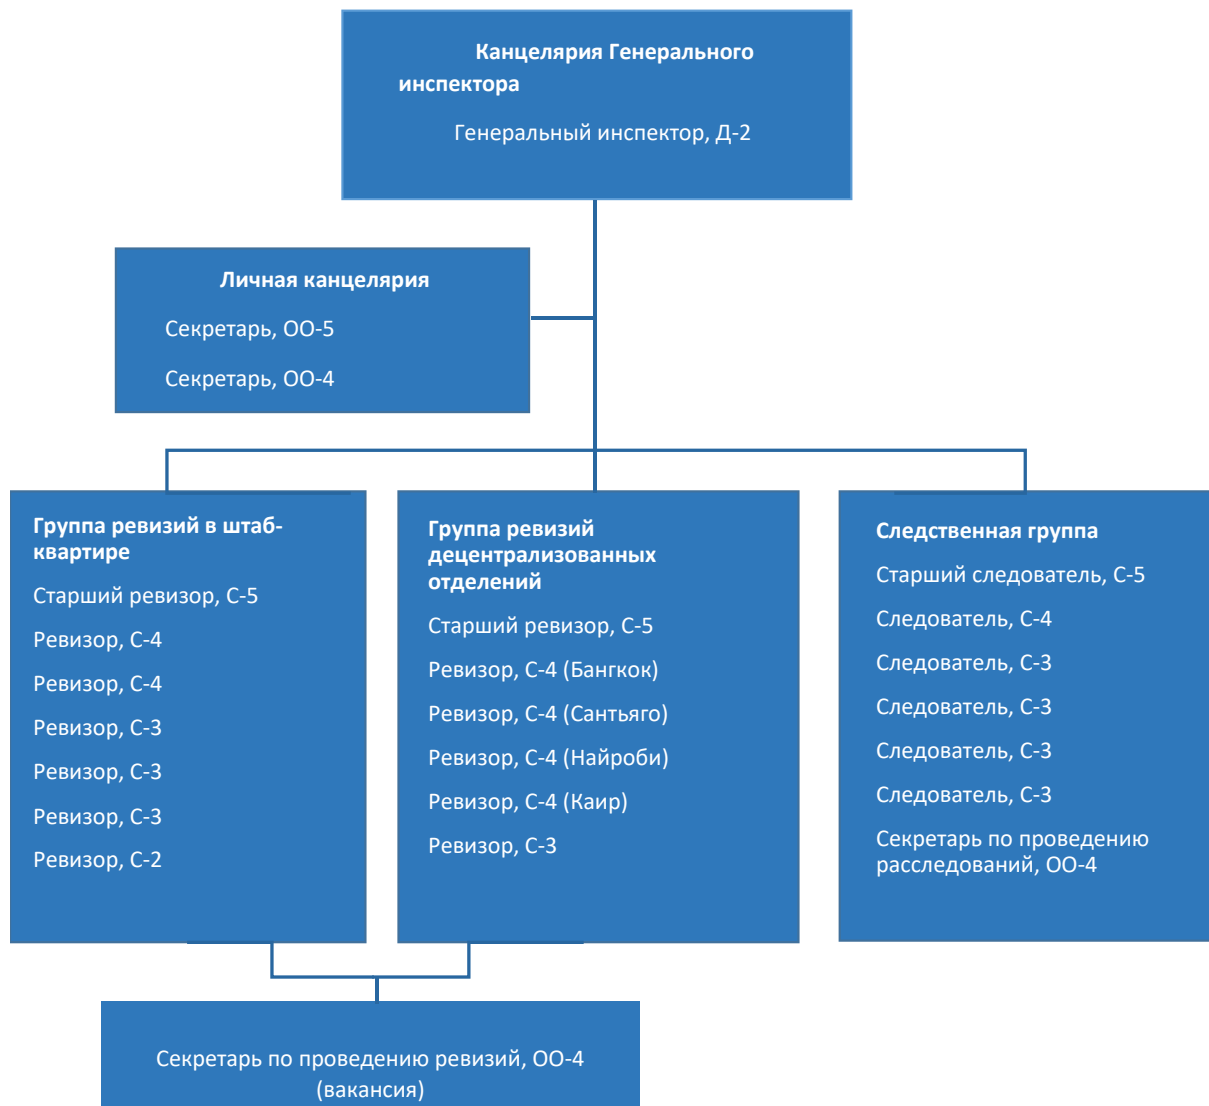 Канцелярия Генерального
инспектора
Генеральный инспектор, Д-2
Личная канцелярия
Секретарь, ОО-5
Секретарь, ОО-4
Группа ревизий в штаб-
квартире
Старший ревизор, С-5
Ревизор, С-4
Ревизор, С-4
Ревизор, С-3
Ревизор, С-3
Ревизор, С-3
Ревизор, С-2
Группа ревизий
децентрализованных
отделений
Старший ревизор, С-5
Ревизор, С-4 (Бангкок)
Ревизор, С-4 (Сантьяго)
Ревизор, С-4 (Найроби)
Ревизор, С-4 (Каир)
Ревизор, С-3
Следственная группа
Старший следователь, С-5
Следователь, С-4
Следователь, С-3
Следователь, С-3
Следователь, С-3
Следователь, С-3
Секретарь по проведению
расследований, ОО-4
Секретарь по проведению ревизий, ОО-4
(вакансия)